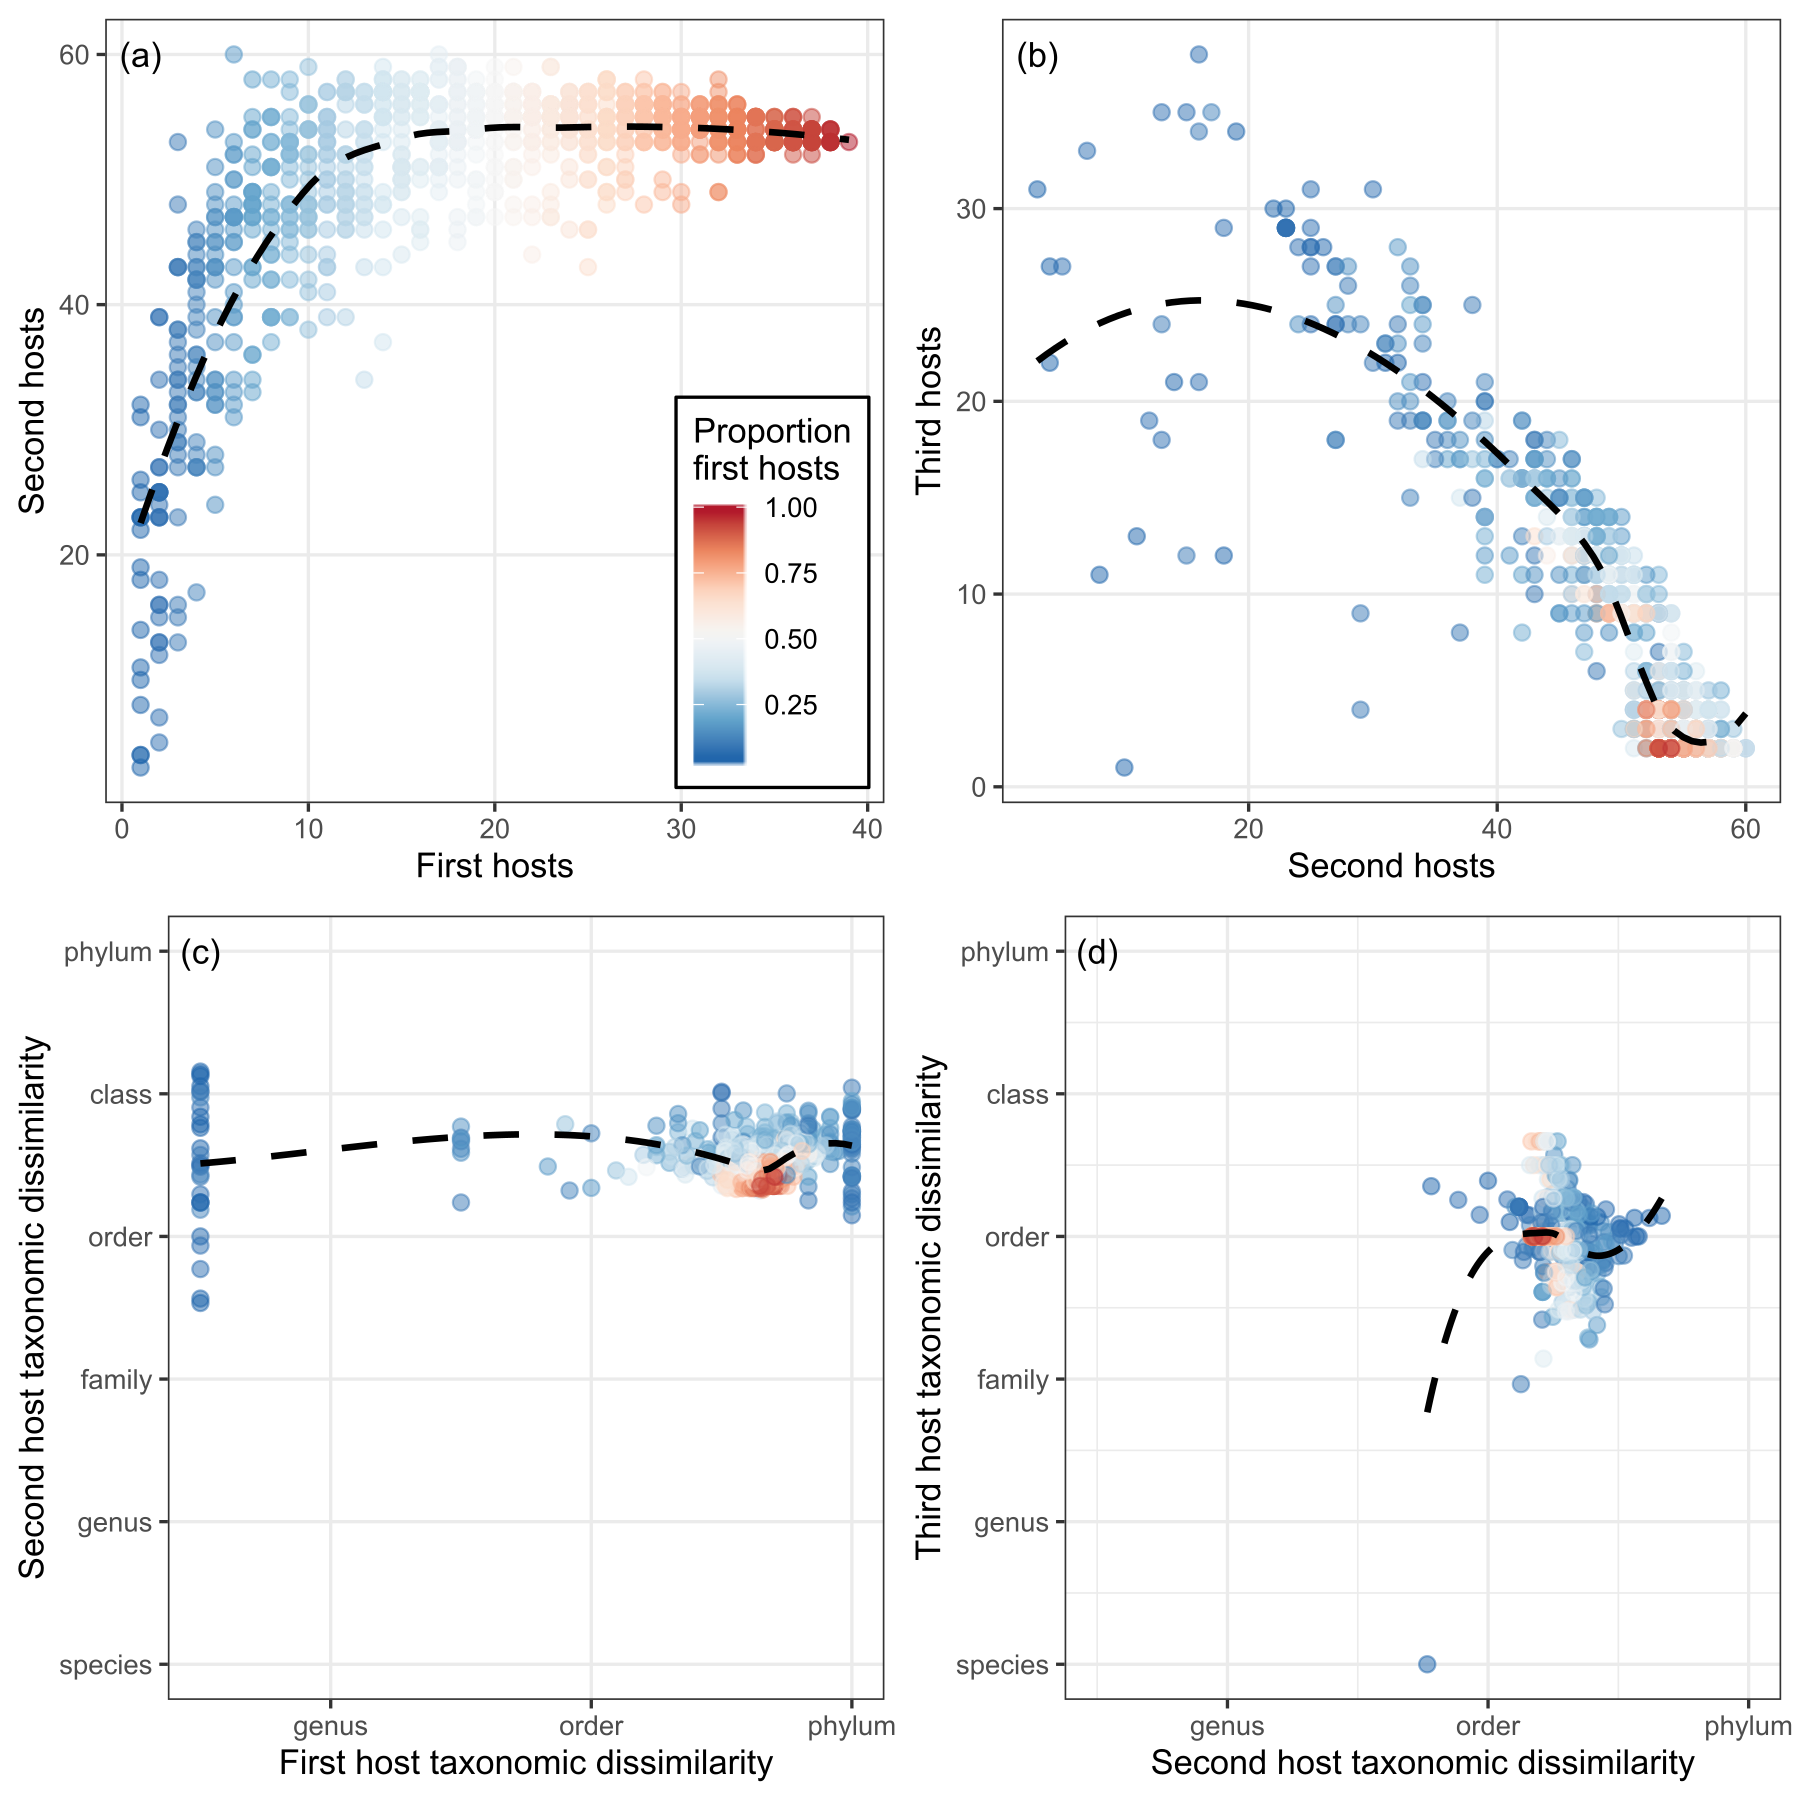 (a)
60
40
20
Second hosts
0
10
20
30
40
First hosts
Proportion
first hosts
1.00
0.75
0.50
0.25
(b)
30
20
10
0
Third hosts
20
40
60
Second hosts
(c)
phylum
class
order
family
genus
species
Second host taxonomic dissimilarity
genus
order
phylum
First host taxonomic dissimilarity
(d)
phylum
class
order
family
genus
species
Third host taxonomic dissimilarity
genus
order
phylum
Second host taxonomic dissimilarity